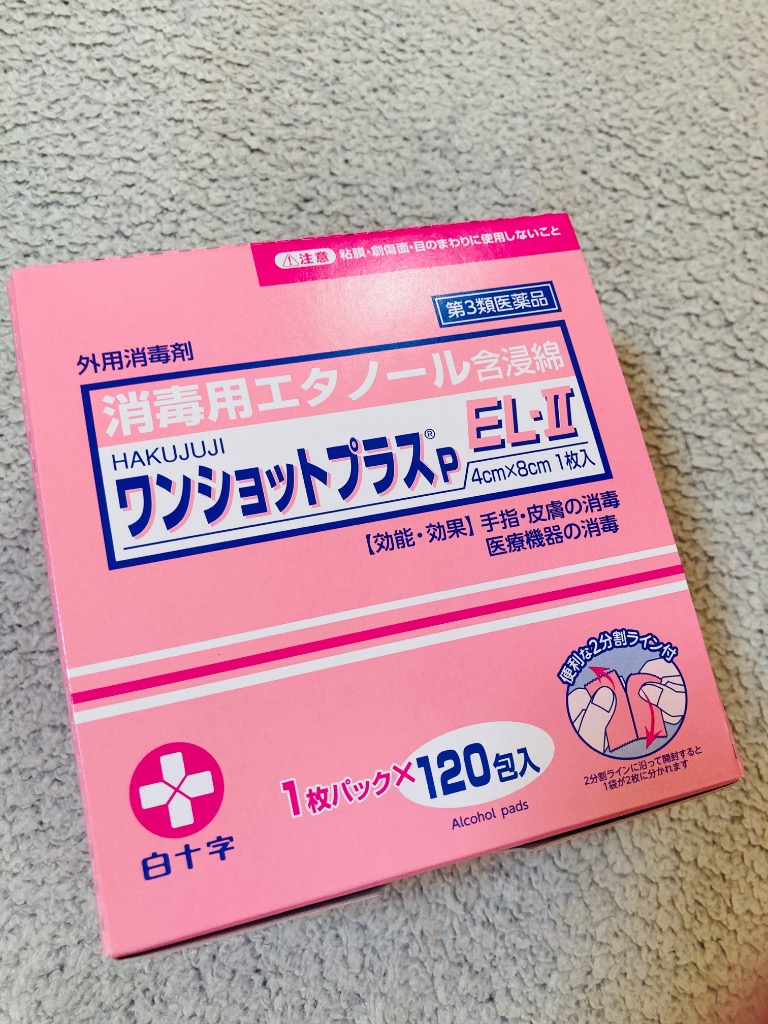 ⚠注意 粘膜・創傷面・目のまわりに使用しないこと
第3類医薬品
外用消毒剤
消毒用エタノール含浸綿
HAKUJUJI
ワンショットプラス®P EL-II
4cm×8cm 1枚入
【効能・効果】手指・皮膚の消毒
医療機器の消毒
便利な2分割ライン付
2分割ラインに沿って開封すると
1袋が2枚に分かれます
1枚パック×120包入
Alcohol pads
白十字